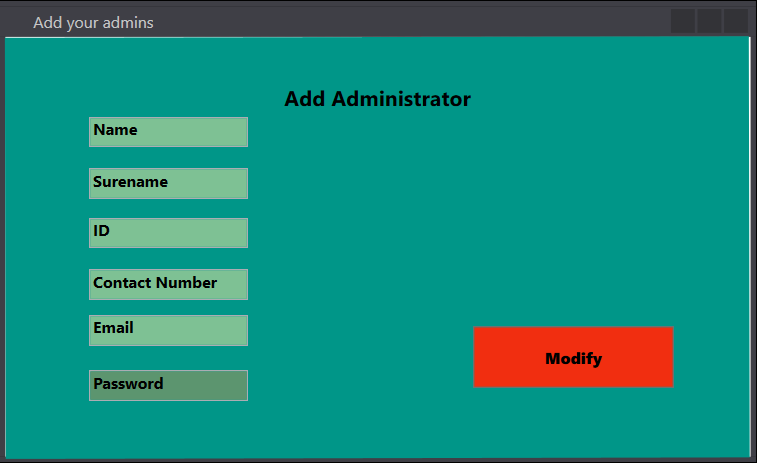 Add your admins
Add Administrator
Name
Surename
ID
Contact Number
Email
Password
Modify